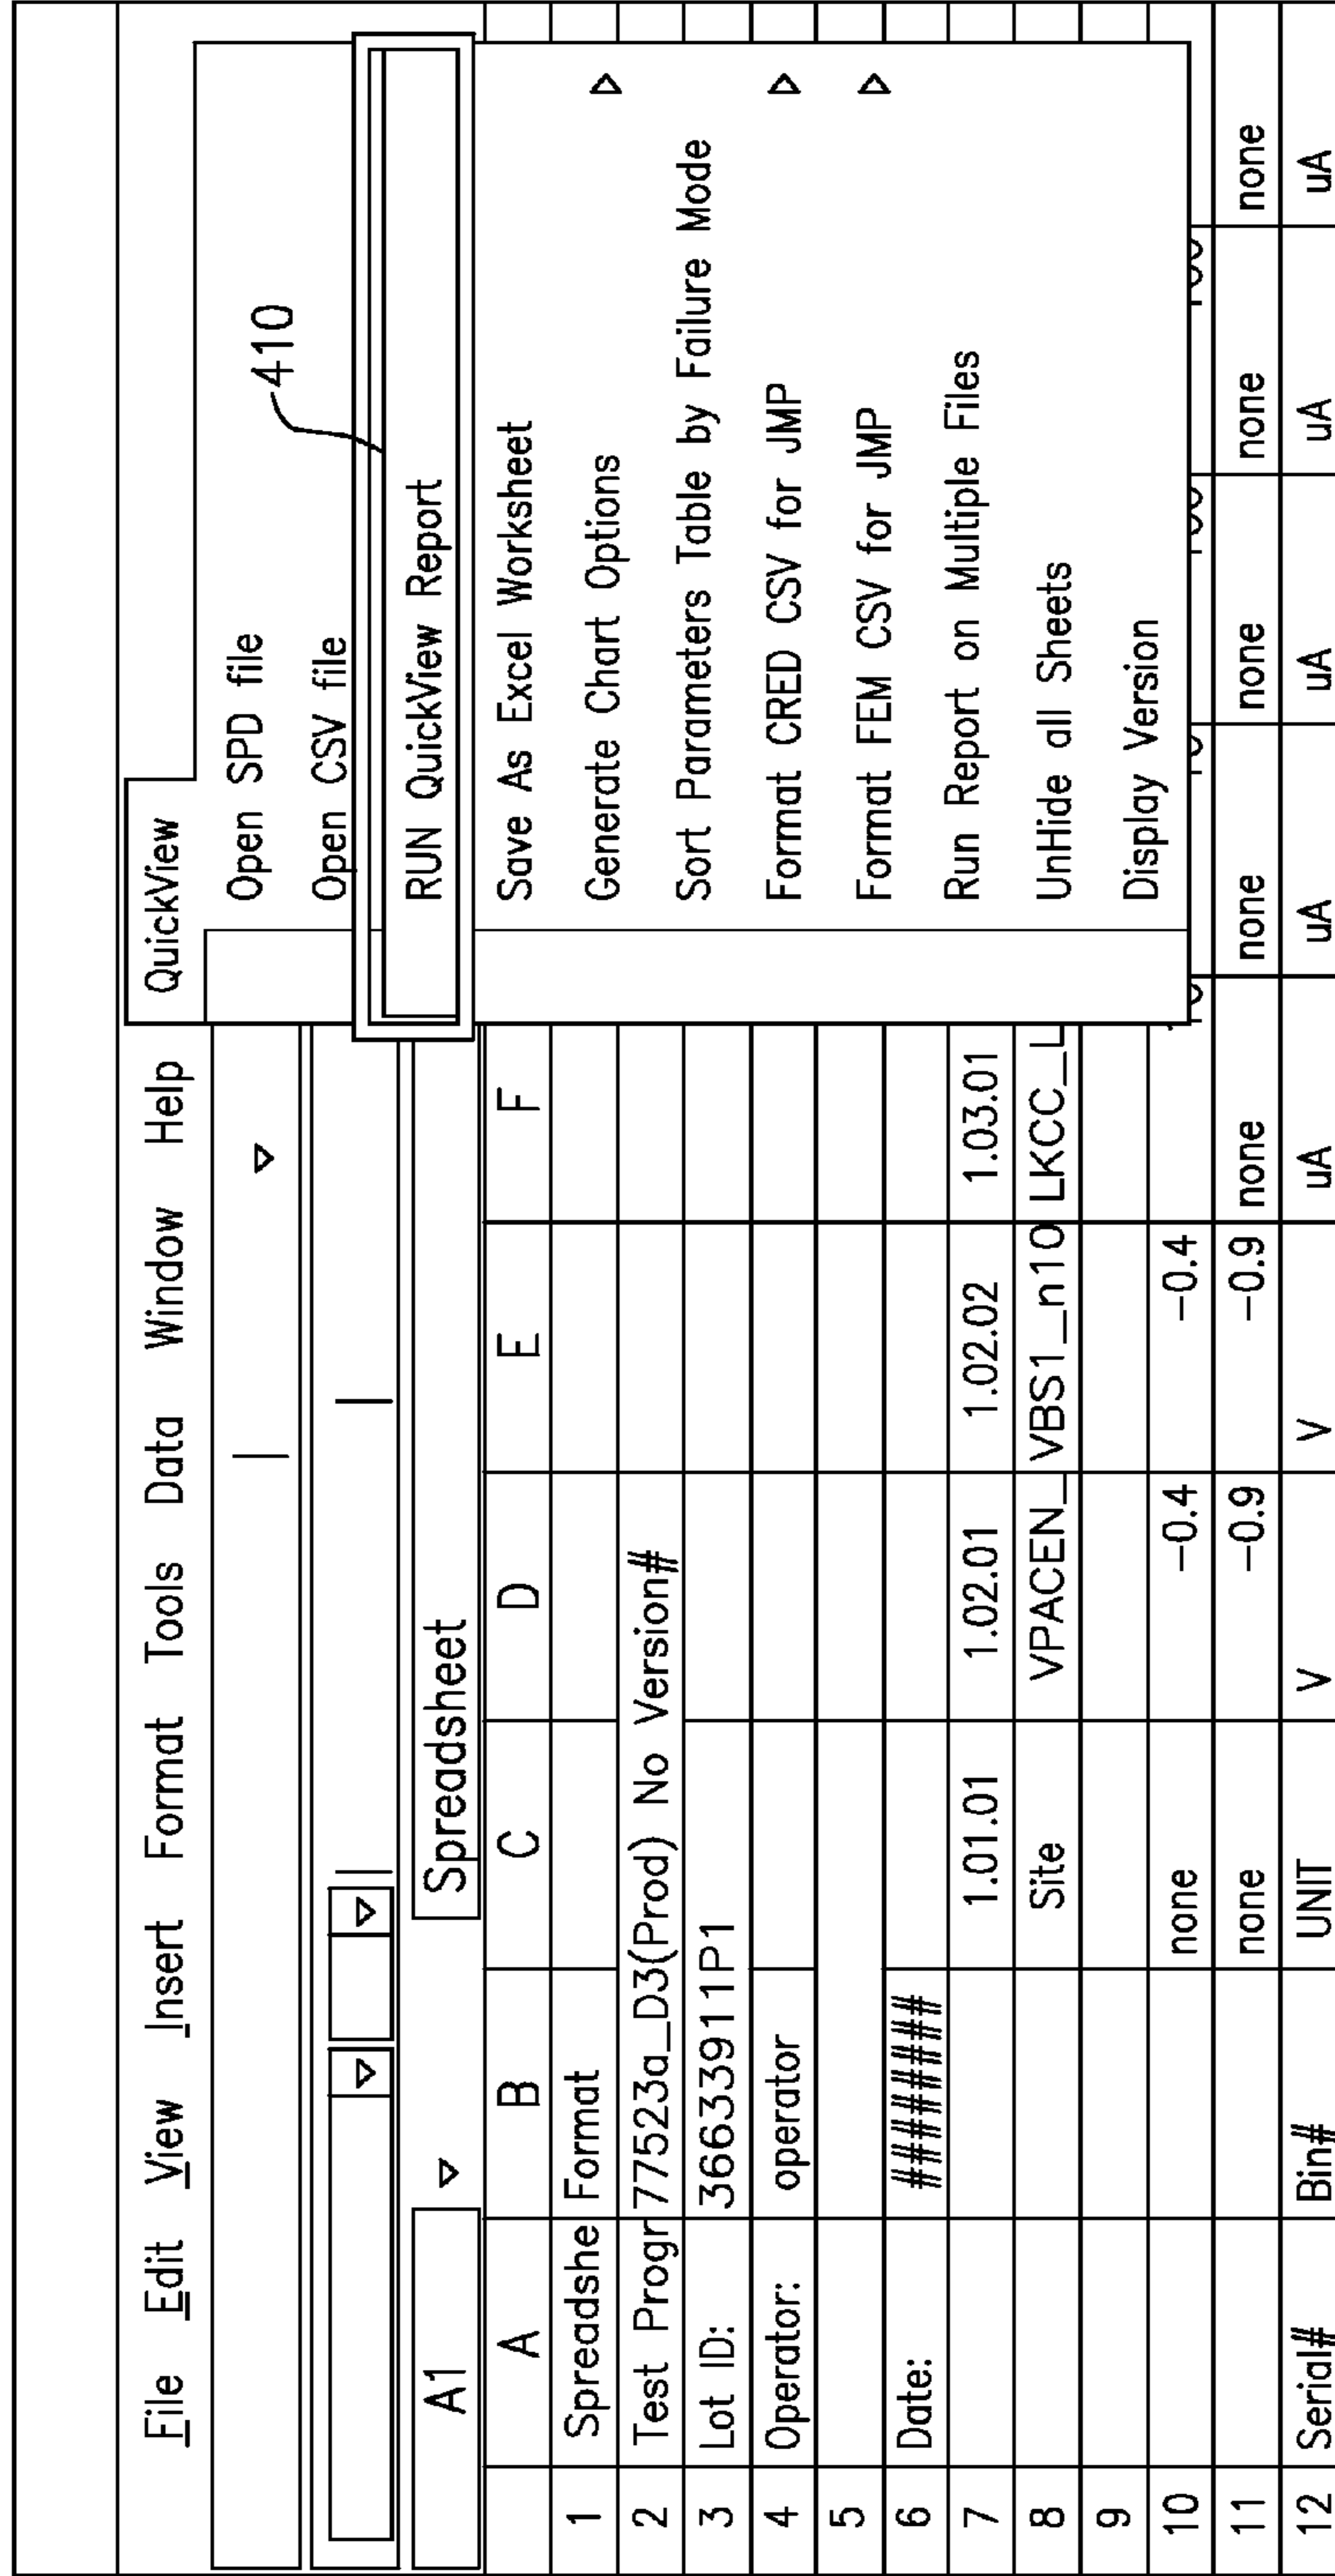 File Edit View Insert Format Tools Data Window Help QuickView
Open SPD file
Open CSV file
410
RUN QuickView Report
Save As Excel Worksheet
Generate Chart Options
Sort Parameters Table by Failure Mode
Format CRED CSV for JMP
Format FEM CSV for JMP
Run Report on Multiple Files
UnHide all Sheets
Display Version
A1 Spreadsheet
A B C D E F
1 Spreadshe Format
2 Test Progr 77523a_D3(Prod) No Version#
3 Lot ID: 36633911P1
4 Operator: operator
5
6 Date: ########
7 1.01.01 1.02.01 1.02.02 1.03.01
8 Site VPACEN_ VBS1_n10 LKCC_L
9
10 none -0.4 -0.4
11 none -0.9 -0.9 none none none none none
12 Serial# Bin# UNIT V V uA uA uA uA uA